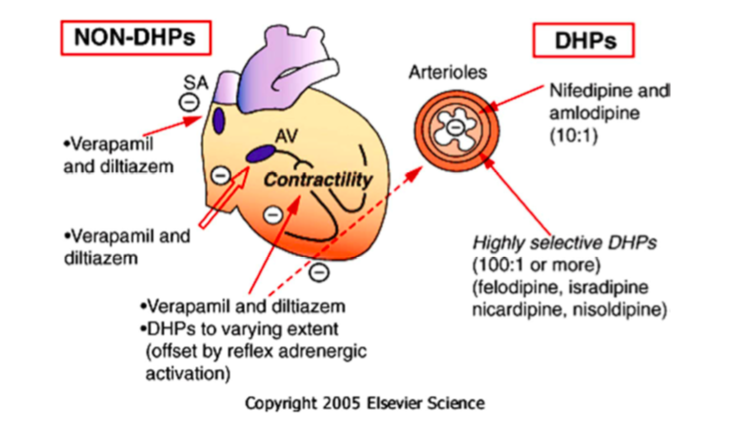 NON-DHPs
DHPs
SA
Arterioles
Nifedipine and
amlodipine
(10:1)
•Verapamil
and diltiazem
AV
Contractility
•Verapamil and
diltiazem
Highly selective DHPs
(100:1 or more)
(felodipine, isradipine
nicardipine, nisoldipine)
•Verapamil and diltiazem
•DHPs to varying extent
(offset by reflex adrenergic
activation)
Copyright 2005 Elsevier Science